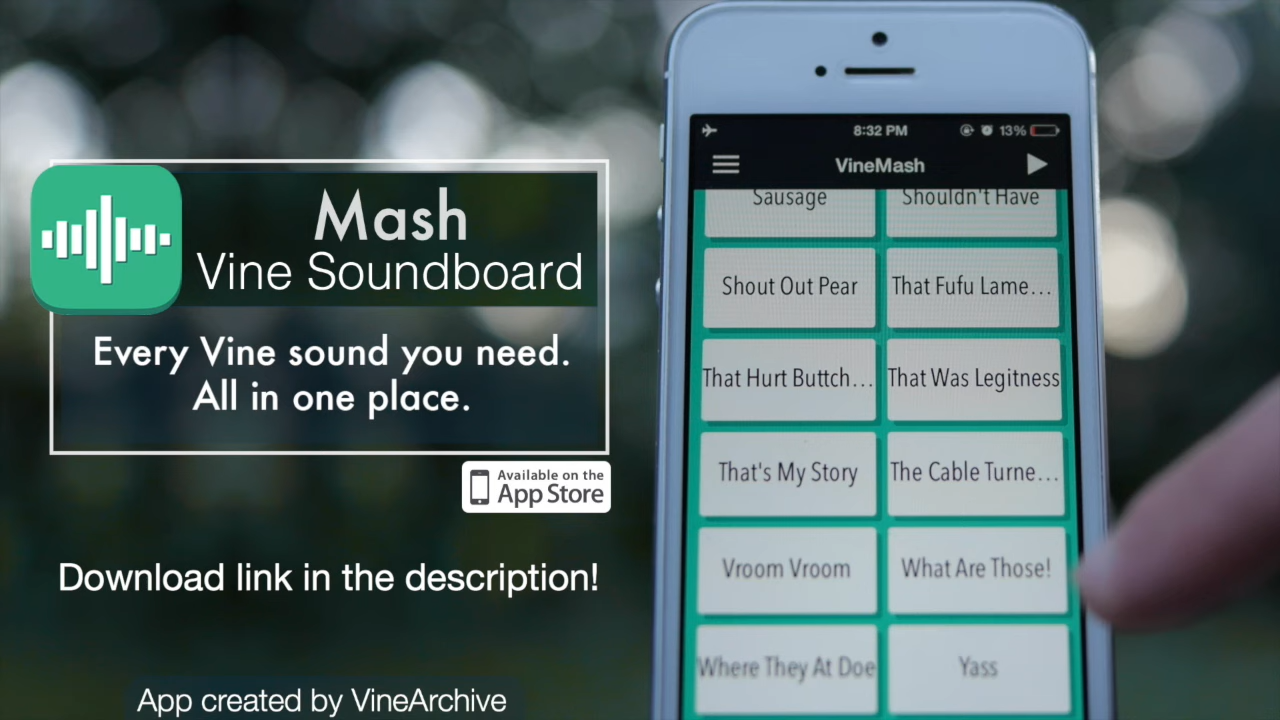 Mash
Vine Soundboard
Every Vine sound you need.
All in one place.
Available on the
App Store
Download link in the description!
App created by VineArchive
8:32 PM
13%
VineMash
Sausage
Shouldn't Have
Shout Out Pear
That Fufu Lame...
That Hurt Buttch...
That Was Legitness
That's My Story
The Cable Turne...
Vroom Vroom
What Are Those!
Where They At Doe
Yass